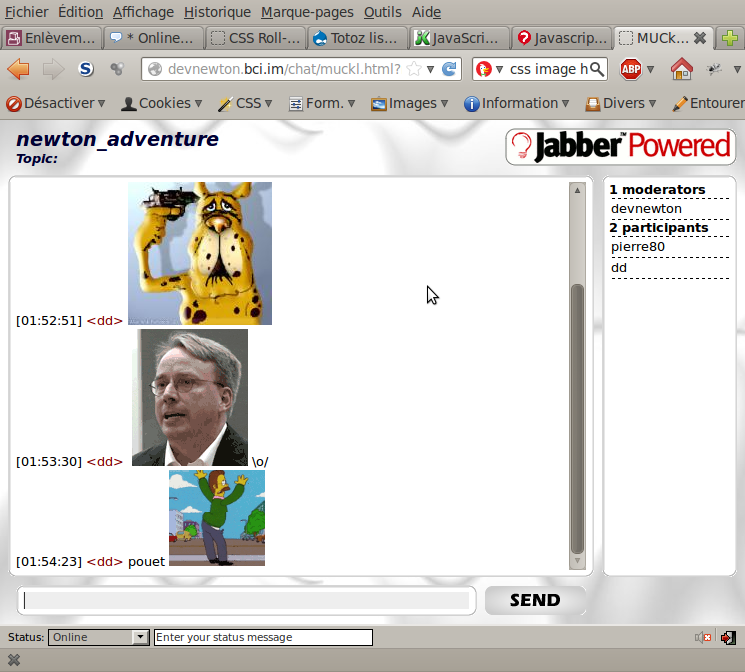 Fichier Édition Affichage Historique Marque-pages Outils Aide
Enlèvem... * Online... CSS Roll-... Totoz lis... JavaScri... Javascrip... MUCk...
devnewton.bci.im/chat/muckl.html? css image h
Désactiver Cookies CSS Form. Images Information Divers Entourer
newton_adventure
Topic:
Jabber™ Powered
1 moderators
devnewton
2 participants
pierre80
dd
[01:52:51] <dd>
[01:53:30] <dd> \o/
[01:54:23] <dd> pouet
SEND
Status: Online Enter your status message